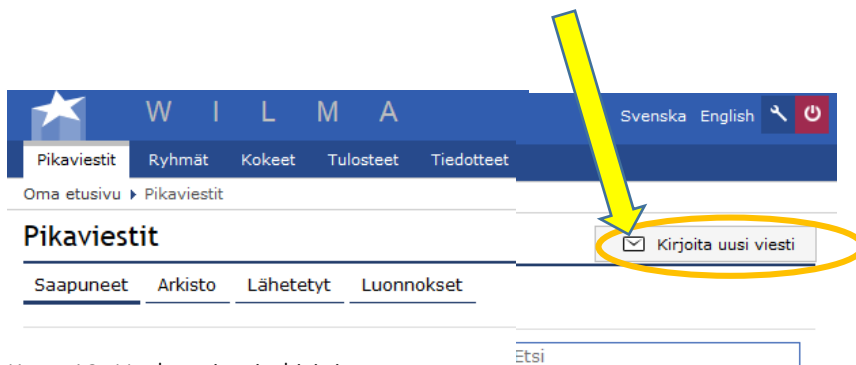 W I L M A Svenska English
Pikaviestit Ryhmät Kokeet Tulosteet Tiedotteet
Oma etusivu Pikaviestit
Pikaviestit Kirjoita uusi viesti
Saapuneet Arkisto Lähetetyt Luonnokset
Etsi